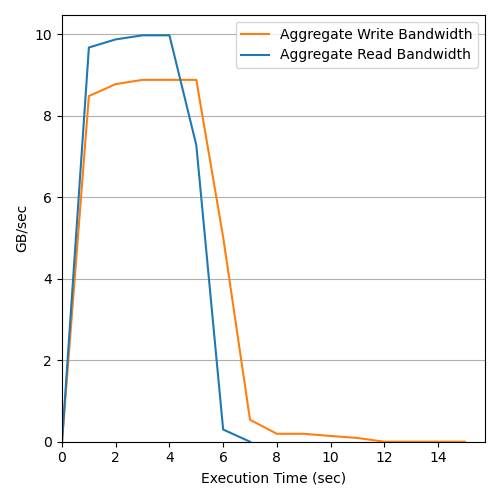 Aggregate Write Bandwidth
Aggregate Read Bandwidth
10
8
6
4
2
0
GB/sec
0 2 4 6 8 10 12 14
Execution Time (sec)